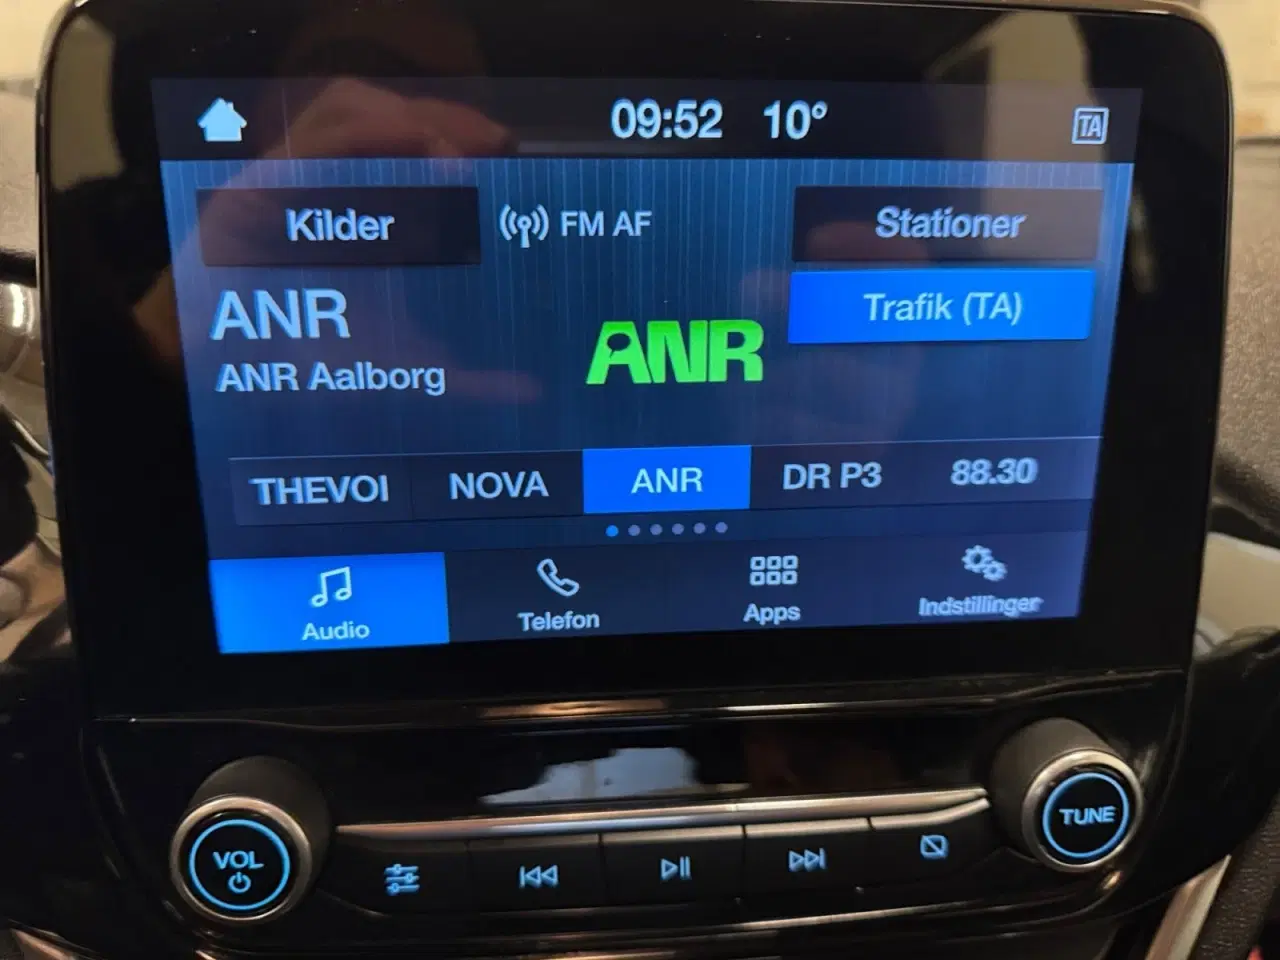 09:52 10° TA
Kilder FM AF Stationer
Trafik (TA)
ANR
ANR Aalborg
ANR
THEVOI NOVA ANR DR P3 88.30
Audio Telefon Apps Indstillinger
VOL TUNE